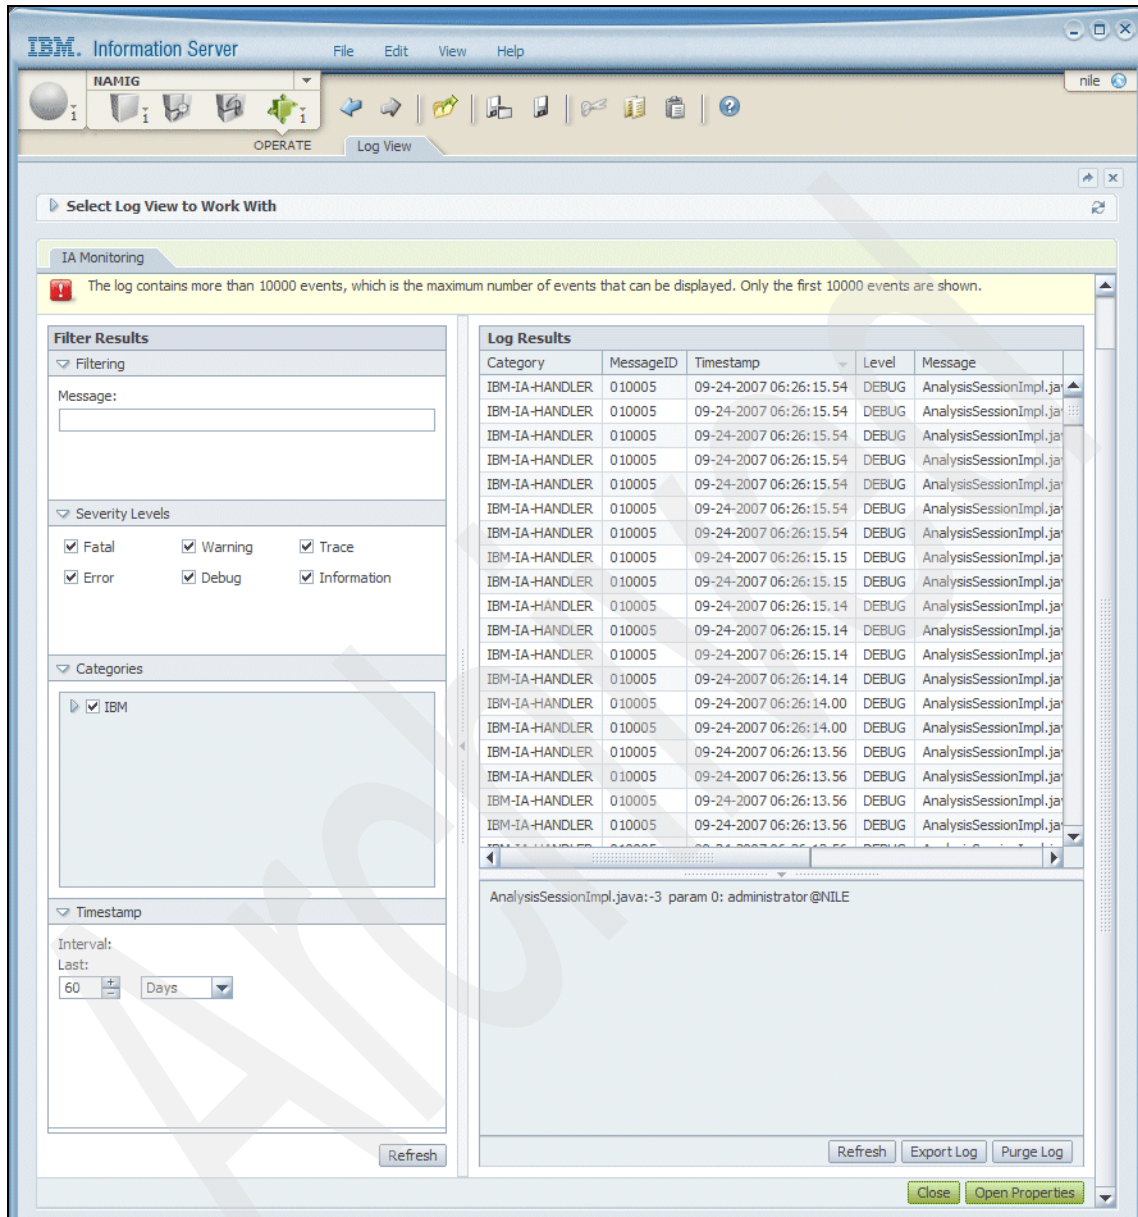 IBM. Information Server File Edit View Help
NAMIG
nile
OPERATE Log View
Select Log View to Work With
IA Monitoring
The log contains more than 10000 events, which is the maximum number of events that can be displayed. Only the first 10000 events are shown.
Filter Results
Filtering
Message:
Severity Levels
Fatal Warning Trace
Error Debug Information
Categories
IBM
Timestamp
Interval:
Last:
60 Days
Refresh
Log Results
Category MessageID Timestamp Level Message
IBM-IA-HANDLER 010005 09-24-2007 06:26:15.54 DEBUG AnalysisSessionImpl.ja
IBM-IA-HANDLER 010005 09-24-2007 06:26:15.54 DEBUG AnalysisSessionImpl.ja
IBM-IA-HANDLER 010005 09-24-2007 06:26:15.54 DEBUG AnalysisSessionImpl.ja
IBM-IA-HANDLER 010005 09-24-2007 06:26:15.54 DEBUG AnalysisSessionImpl.ja
IBM-IA-HANDLER 010005 09-24-2007 06:26:15.54 DEBUG AnalysisSessionImpl.ja
IBM-IA-HANDLER 010005 09-24-2007 06:26:15.54 DEBUG AnalysisSessionImpl.ja
IBM-IA-HANDLER 010005 09-24-2007 06:26:15.54 DEBUG AnalysisSessionImpl.ja
IBM-IA-HANDLER 010005 09-24-2007 06:26:15.15 DEBUG AnalysisSessionImpl.ja
IBM-IA-HANDLER 010005 09-24-2007 06:26:15.15 DEBUG AnalysisSessionImpl.ja
IBM-IA-HANDLER 010005 09-24-2007 06:26:15.14 DEBUG AnalysisSessionImpl.ja
IBM-IA-HANDLER 010005 09-24-2007 06:26:15.14 DEBUG AnalysisSessionImpl.ja
IBM-IA-HANDLER 010005 09-24-2007 06:26:15.14 DEBUG AnalysisSessionImpl.ja
IBM-IA-HANDLER 010005 09-24-2007 06:26:14.14 DEBUG AnalysisSessionImpl.ja
IBM-IA-HANDLER 010005 09-24-2007 06:26:14.00 DEBUG AnalysisSessionImpl.ja
IBM-IA-HANDLER 010005 09-24-2007 06:26:14.00 DEBUG AnalysisSessionImpl.ja
IBM-IA-HANDLER 010005 09-24-2007 06:26:13.56 DEBUG AnalysisSessionImpl.ja
IBM-IA-HANDLER 010005 09-24-2007 06:26:13.56 DEBUG AnalysisSessionImpl.ja
IBM-IA-HANDLER 010005 09-24-2007 06:26:13.56 DEBUG AnalysisSessionImpl.ja
IBM-IA-HANDLER 010005 09-24-2007 06:26:13.56 DEBUG AnalysisSessionImpl.ja
AnalysisSessionImpl.java:-3 param 0: administrator@NILE
Refresh Export Log Purge Log
Close Open Properties
Archived